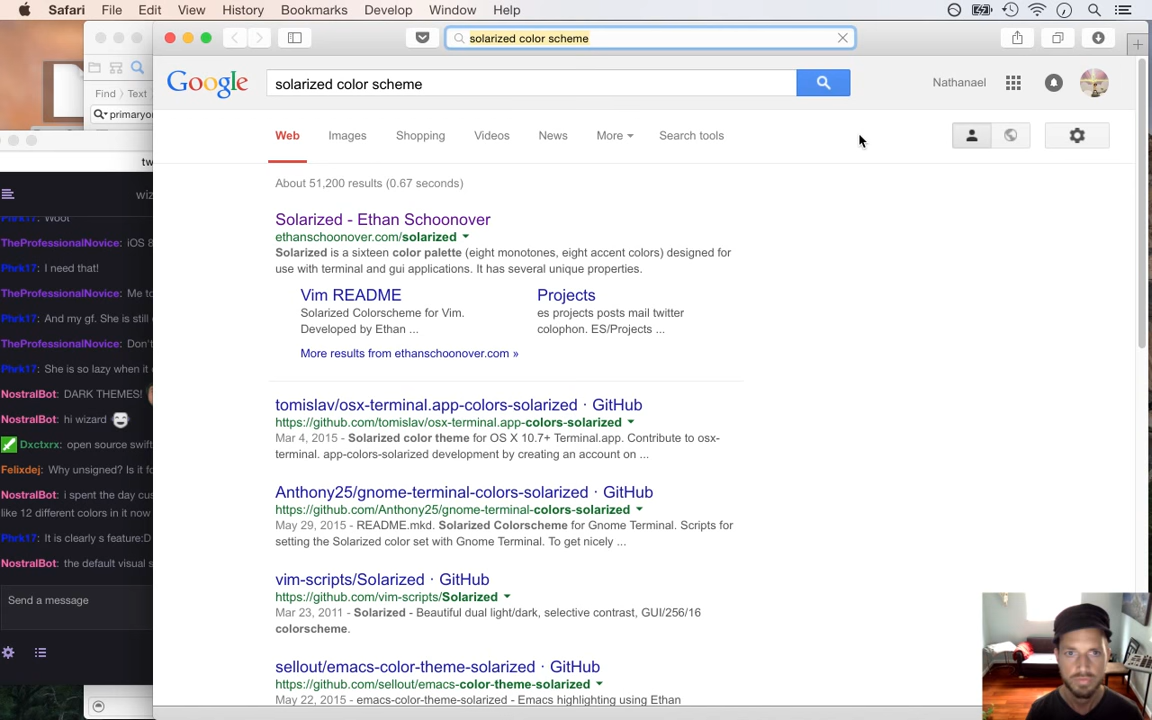 Safari File Edit View History Bookmarks Develop Window Help
solarized color scheme
Find 〉 Text 〉
primaryo
tw
wiz
Phrk17: Woot
TheProfessionalNovice: iOS 8
Phrk17: I need that!
TheProfessionalNovice: Me to
Phrk17: And my gf. She is still
TheProfessionalNovice: Don't
Phrk17: She is so lazy when it
NostralBot: DARK THEMES!
NostralBot: hi wizard
Dxctxrx: open source swift
Felixdej: Why unsigned? Is it fo
NostralBot: i spent the day cus
like 12 different colors in it now
Phrk17: It is clearly s feature:D
NostralBot: the default visual s
Send a message
Google
solarized color scheme
Nathanael
Web Images Shopping Videos News More Search tools
About 51,200 results (0.67 seconds)
Solarized - Ethan Schoonover
ethanschoonover.com/solarized
Solarized is a sixteen color palette (eight monotones, eight accent colors) designed for
use with terminal and gui applications. It has several unique properties.
Vim README
Solarized Colorscheme for Vim.
Developed by Ethan ...
Projects
es projects posts mail twitter
colophon. ES/Projects ...
More results from ethanschoonover.com »
tomislav/osx-terminal.app-colors-solarized · GitHub
https://github.com/tomislav/osx-terminal.app-colors-solarized
Mar 4, 2015 - Solarized color theme for OS X 10.7+ Terminal.app. Contribute to osx-
terminal. app-colors-solarized development by creating an account on ...
Anthony25/gnome-terminal-colors-solarized · GitHub
https://github.com/Anthony25/gnome-terminal-colors-solarized
May 29, 2015 - README.mkd. Solarized Colorscheme for Gnome Terminal. Scripts for
setting the Solarized color set with Gnome Terminal. To get nicely ...
vim-scripts/Solarized · GitHub
https://github.com/vim-scripts/Solarized
Mar 23, 2011 - Solarized - Beautiful dual light/dark, selective contrast, GUI/256/16
colorscheme.
sellout/emacs-color-theme-solarized · GitHub
https://github.com/sellout/emacs-color-theme-solarized
May 22, 2015 - emacs-color-theme-solarized - Emacs highlighting using Ethan